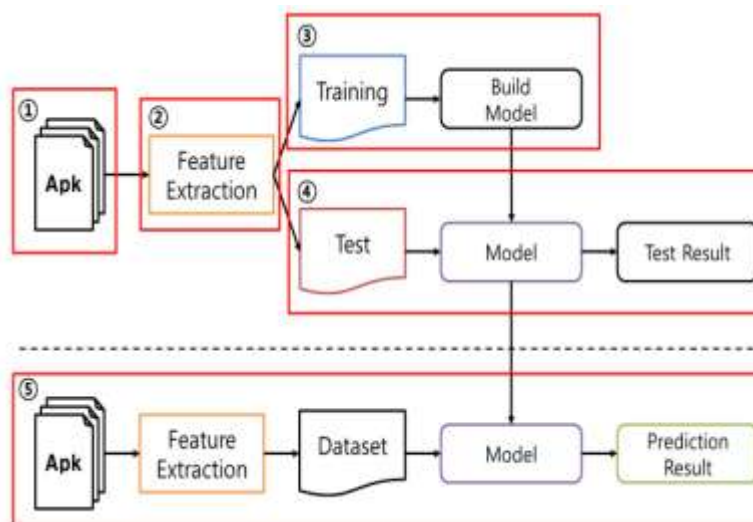 ③
Training
Build
Model
①
②
Apk
Feature
Extraction
④
Test
Model
Test Result
⑤
Apk
Feature
Extraction
Dataset
Model
Prediction
Result